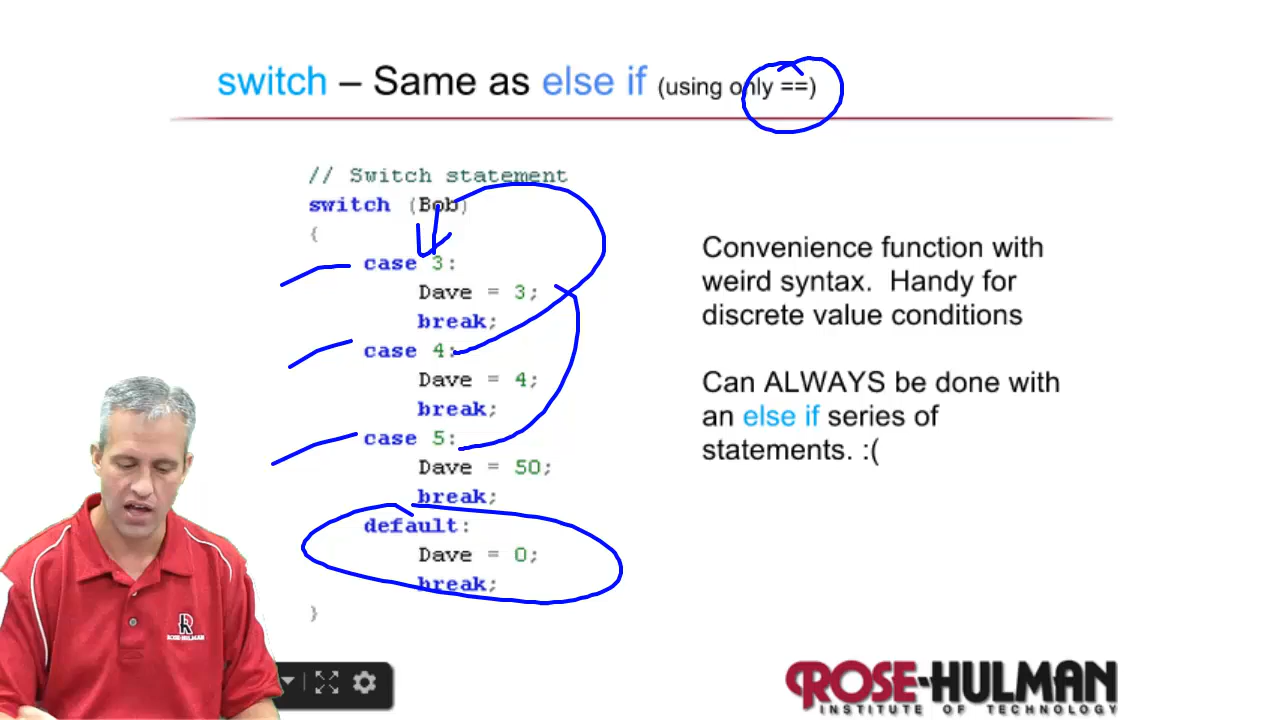 switch – Same as else if (using only ==)
// Switch statement
switch (Bob)
{
case 3:
Dave = 3;
break;
case 4:
Dave = 4;
break;
case 5:
Dave = 50;
break;
default:
Dave = 0;
break;
}
Convenience function with
weird syntax. Handy for
discrete value conditions
Can ALWAYS be done with
an else if series of
statements. :(
ROSE-HULMAN
ROSE-HULMAN
INSTITUTE OF TECHNOLOGY